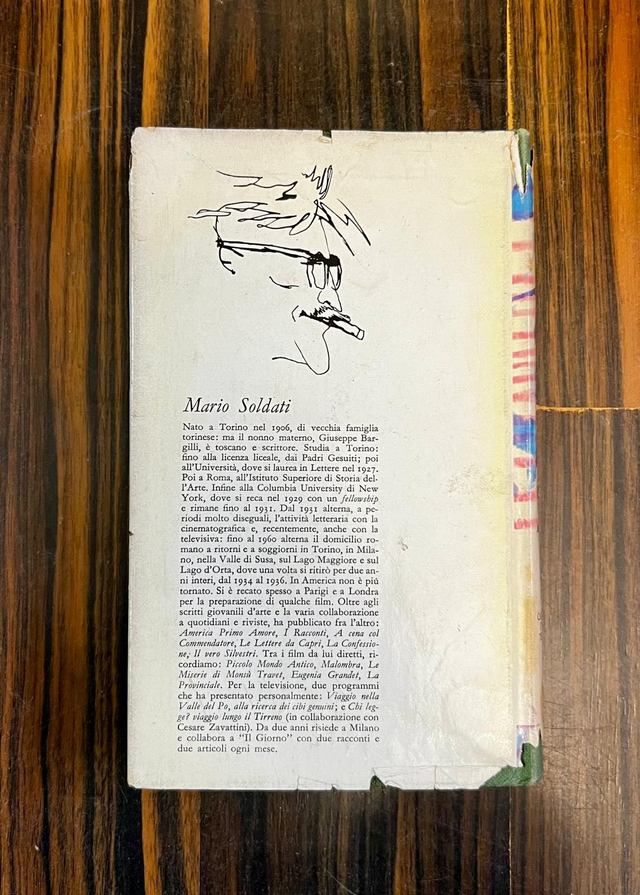 Mario Soldati
Nato a Torino nel 1906, di vecchia famiglia
torinese: ma il nonno materno, Giuseppe Bar-
gilli, è toscano e scrittore. Studia a Torino:
fino alla licenza liceale, dai Padri Gesuiti; poi
all'Università, dove si laurea in Lettere nel 1927.
Poi a Roma, all'Istituto Superiore di Storia del-
l'Arte. Infine alla Columbia University di New
York, dove si reca nel 1929 con un fellowship
e rimane fino al 1931. Dal 1931 alterna, a pe-
riodi molto diseguali, l'attività letteraria con la
cinematografica e, recentemente, anche con la
televisiva: fino al 1960 alterna il domicilio ro-
mano a ritorni e a soggiorni in Torino, in Mila-
no, nella Valle di Susa, sul Lago Maggiore e sul
Lago d'Orta, dove una volta si ritirò per due an-
ni interi, dal 1934 al 1936. In America non è piú
tornato. Si è recato spesso a Parigi e a Londra
per la preparazione di qualche film. Oltre agli
scritti giovanili d'arte e la varia collaborazione
a quotidiani e riviste, ha pubblicato fra l'altro:
America Primo Amore, I Racconti, A cena col
Commendatore, Le Lettere da Capri, La Confessio-
ne, Il vero Silvestri. Tra i film da lui diretti, ri-
cordiamo: Piccolo Mondo Antico, Malombra, Le
Miserie di Monsú Travet, Eugenia Grandet, La
Provinciale. Per la televisione, due programmi
che ha presentato personalmente: Viaggio nella
Valle del Po, alla ricerca dei cibi genuini; e Chi leg-
ge? viaggio lungo il Tirreno (in collaborazione con
Cesare Zavattini). Da due anni risiede a Milano
e collabora a "Il Giorno" con due racconti e
due articoli ogni mese.